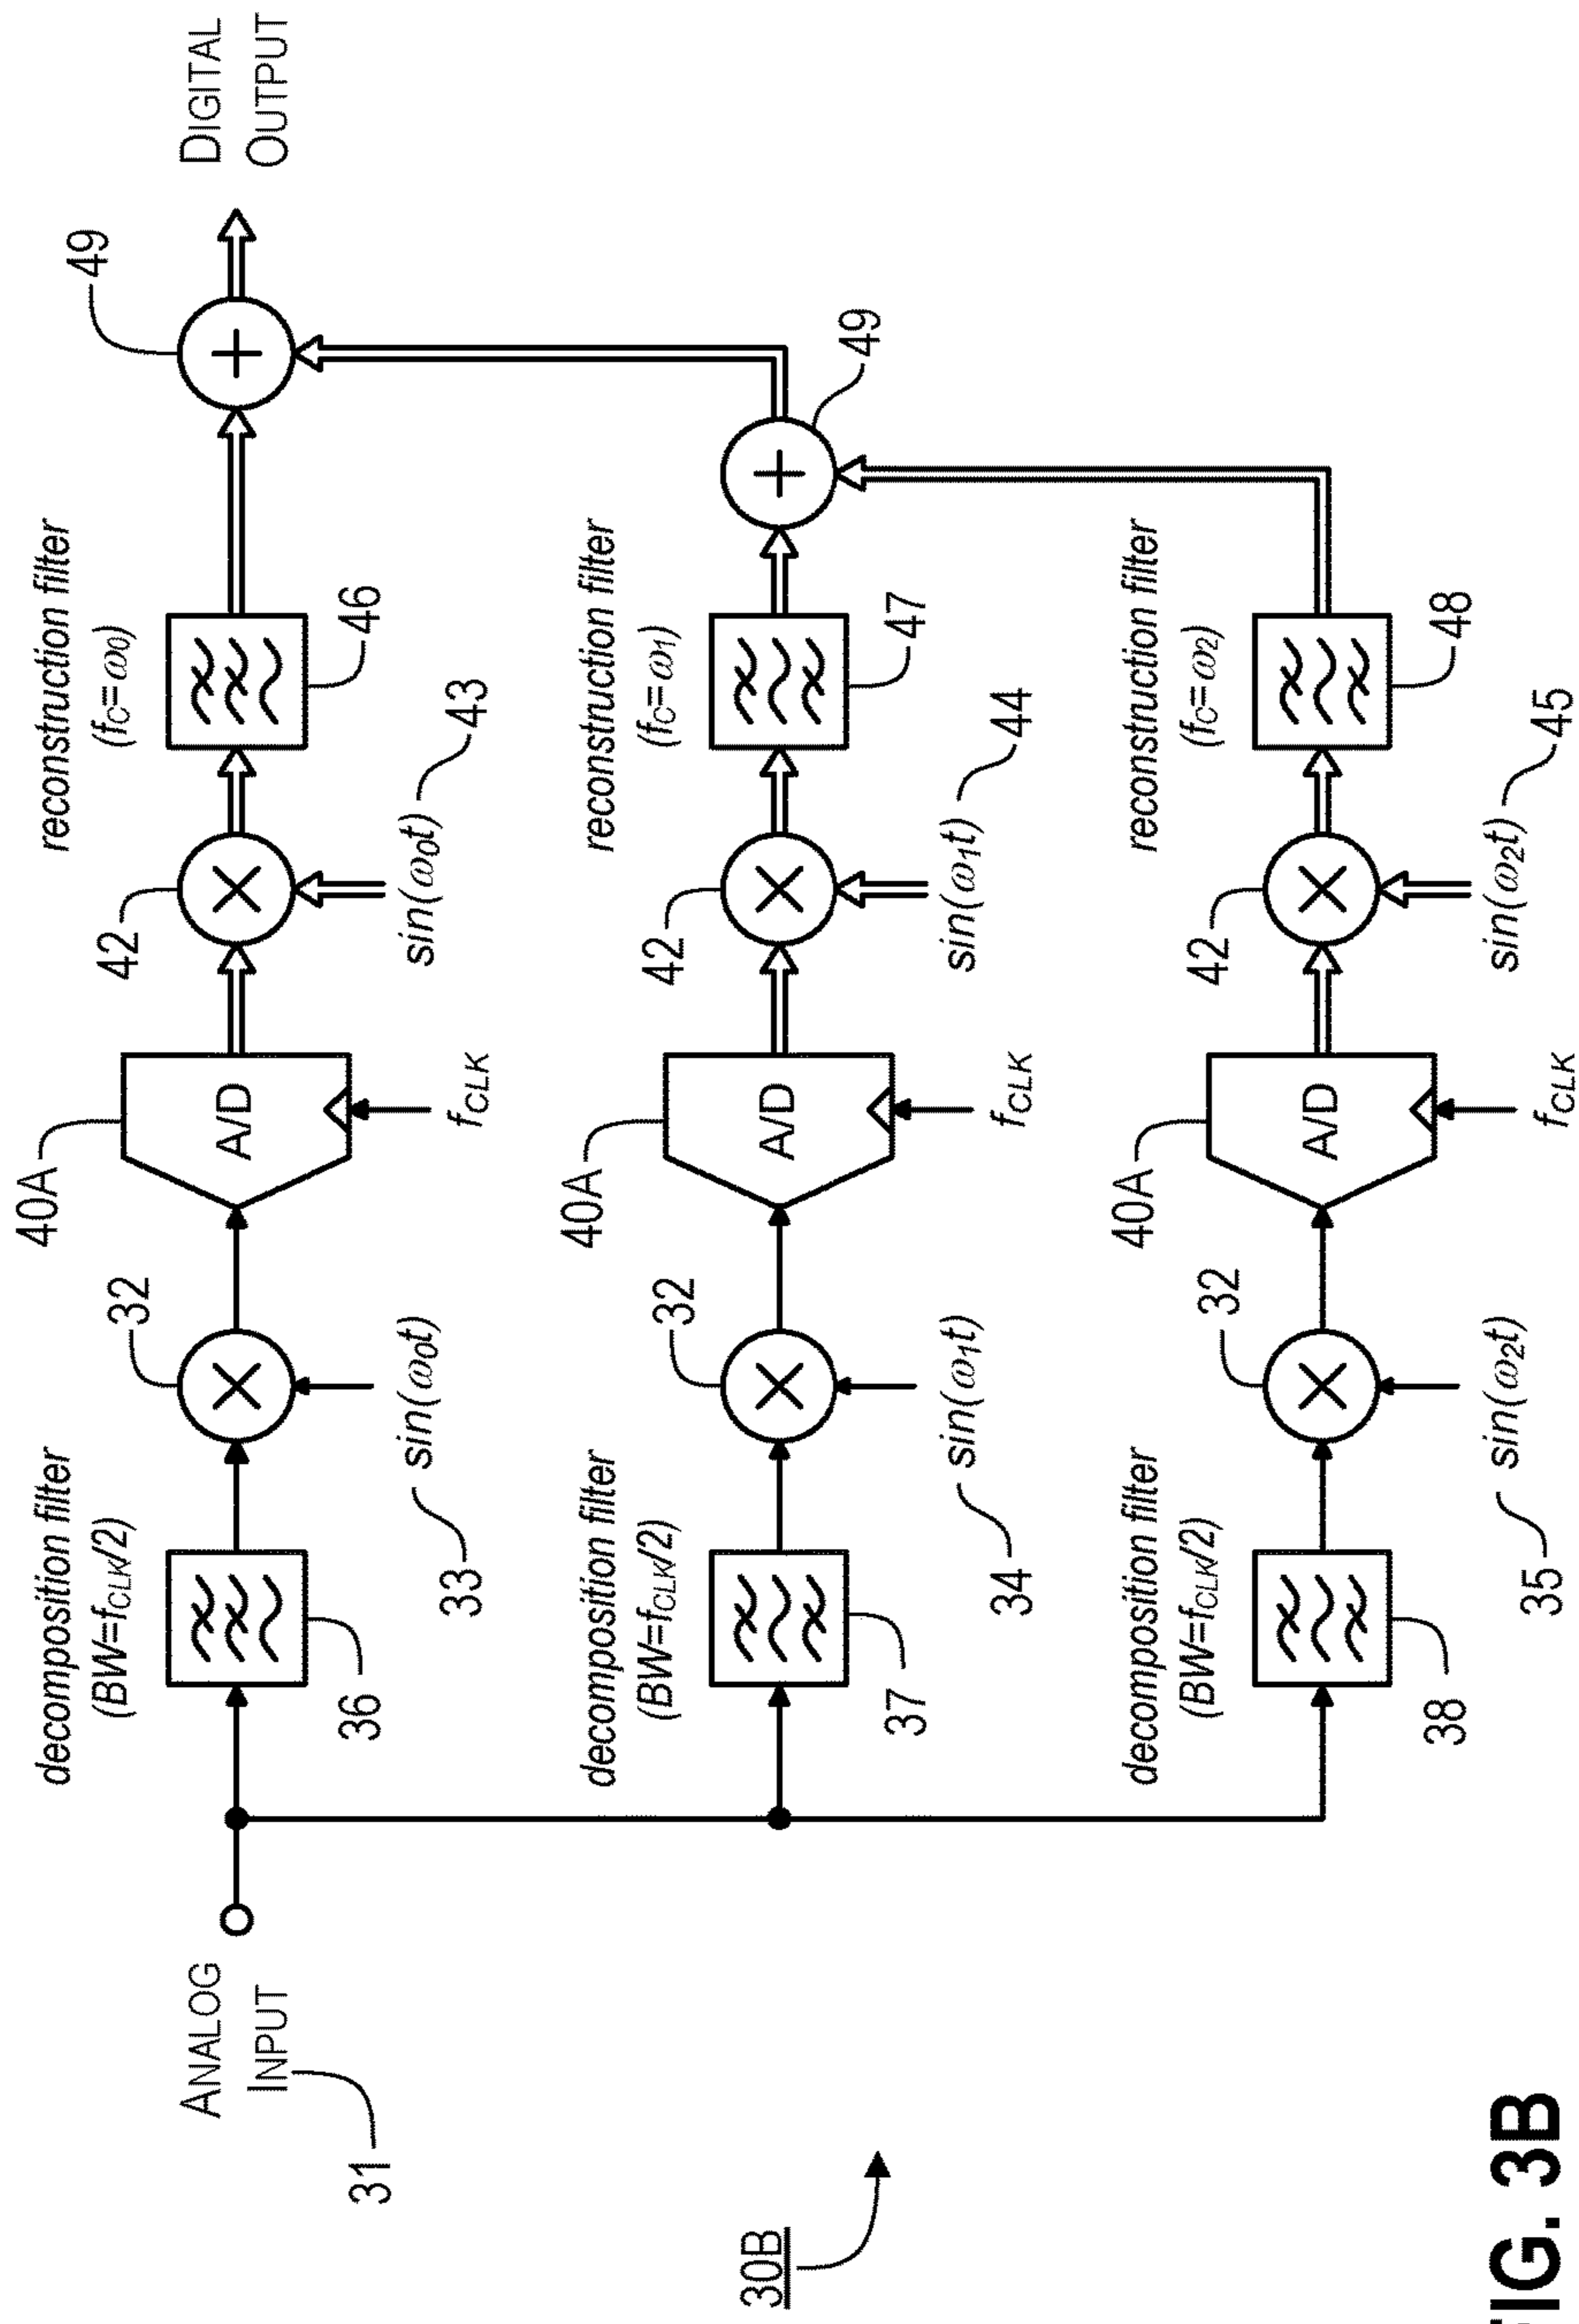 DIGITAL
OUTPUT
49
49
reconstruction filter
(fC=ω0)
46
reconstruction filter
(fC=ω1)
47
reconstruction filter
(fC=ω2)
48
42
sin(ω0t)
43
42
sin(ω1t)
44
42
sin(ω2t)
45
40A
A/D
fCLK
40A
A/D
fCLK
40A
A/D
fCLK
32
sin(ω0t)
33
32
sin(ω1t)
34
32
sin(ω2t)
35
decomposition filter
(BW=fCLK/2)
36
decomposition filter
(BW=fCLK/2)
37
decomposition filter
(BW=fCLK/2)
38
ANALOG
INPUT
31
30B
FIG. 3B